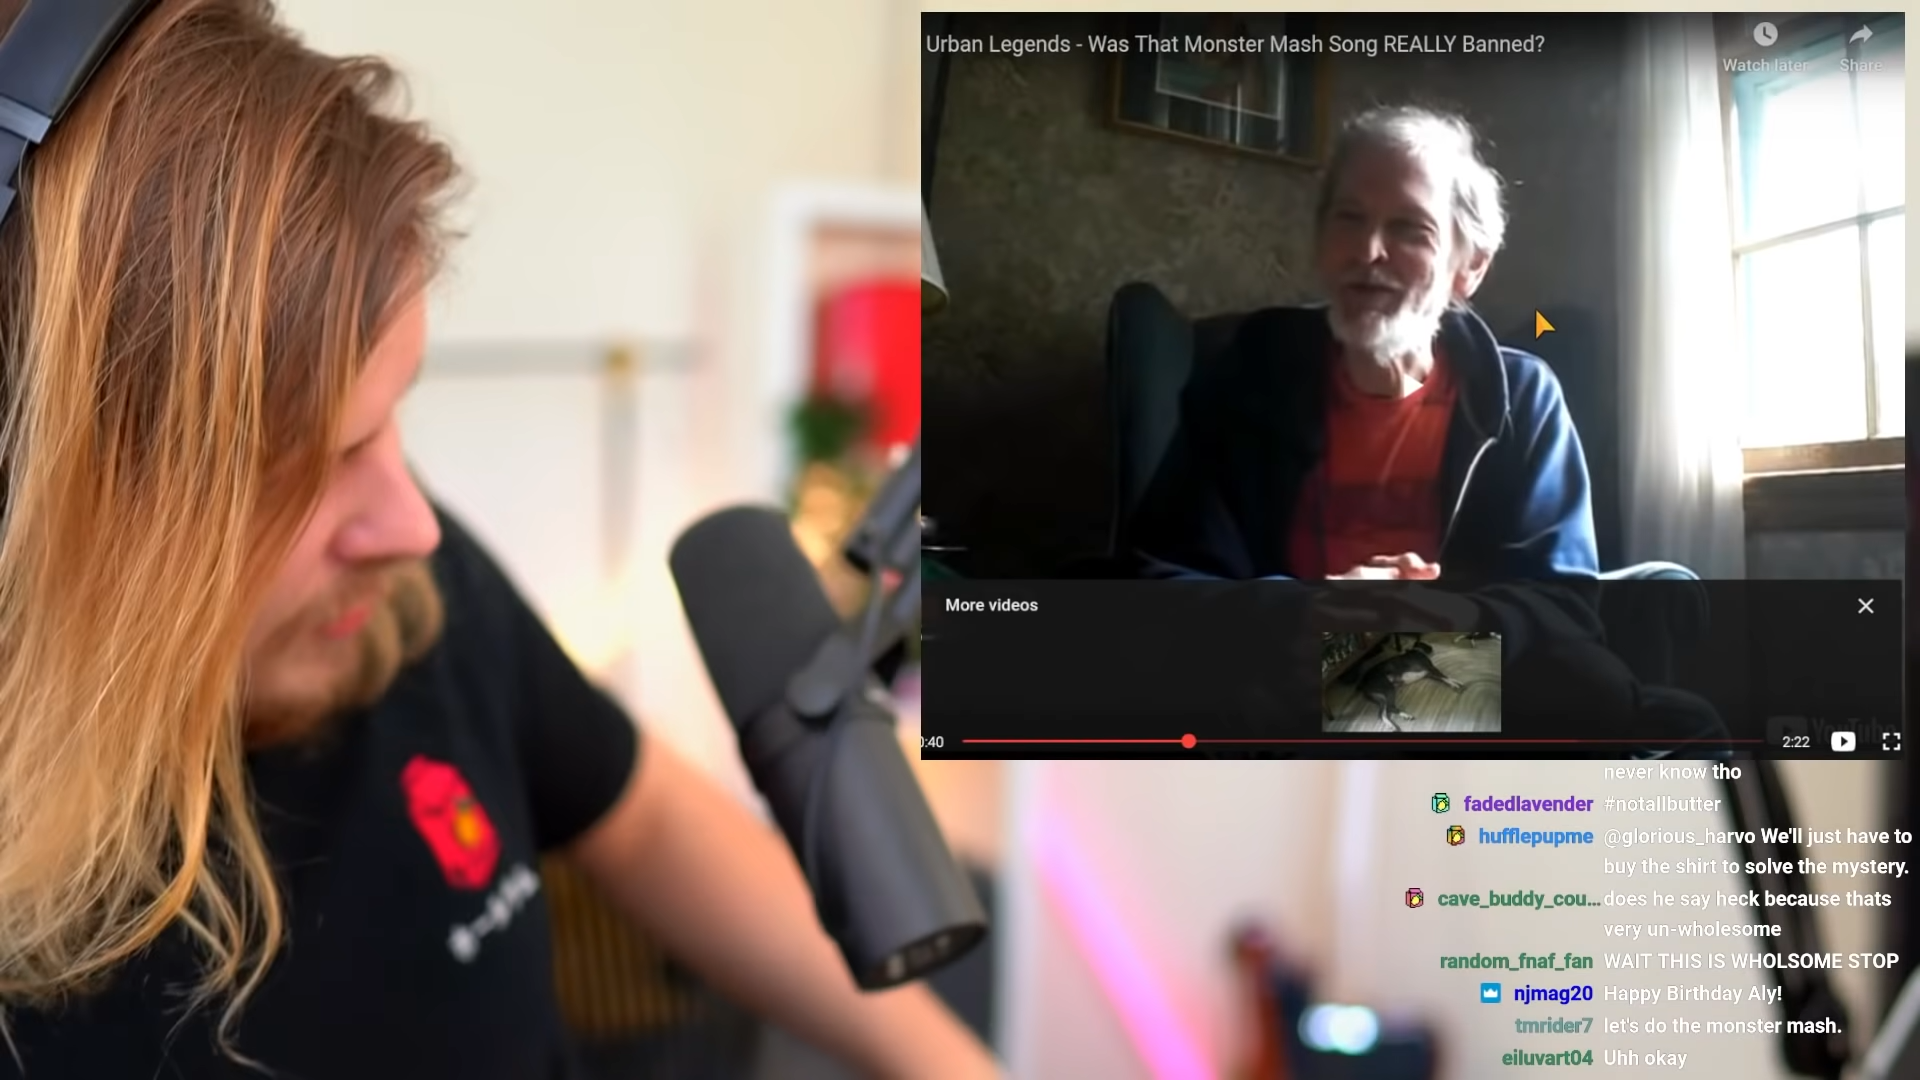 Urban Legends - Was That Monster Mash Song REALLY Banned?
Watch later
Share
More videos
:40
2:22
YouTube
never know tho
fadedlavender #notallbutter
hufflepupme @glorious_harvo We'll just have to
buy the shirt to solve the mystery.
cave_buddy_cou... does he say heck because thats
very un-wholesome
random_fnaf_fan WAIT THIS IS WHOLSOME STOP
njmag20 Happy Birthday Aly!
tmrider7 let's do the monster mash.
eiluvart04 Uhh okay